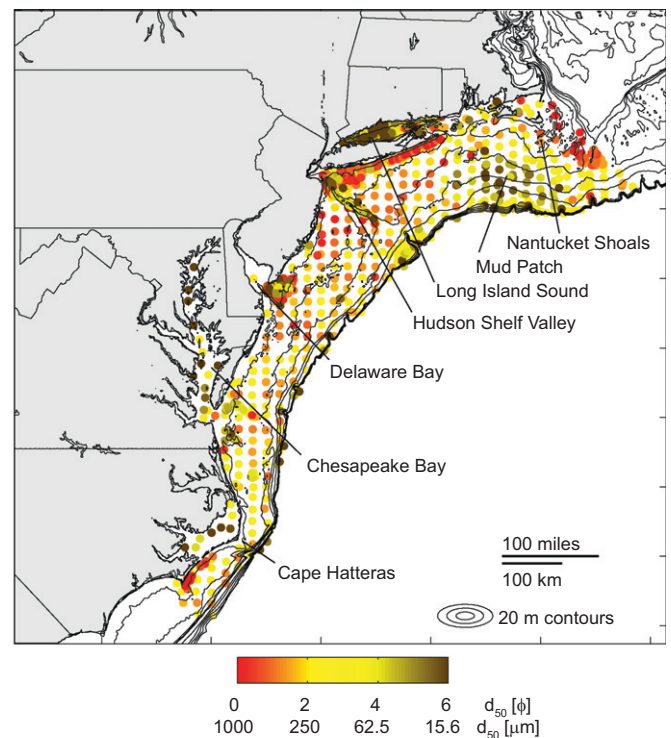 Nantucket Shoals
Mud Patch
Long Island Sound
Hudson Shelf Valley
Delaware Bay
Chesapeake Bay
Cape Hatteras
100 miles
100 km
20 m contours
0 2 4 6 d₅₀ [ϕ]
1000 250 62.5 15.6 d₅₀ [μm]